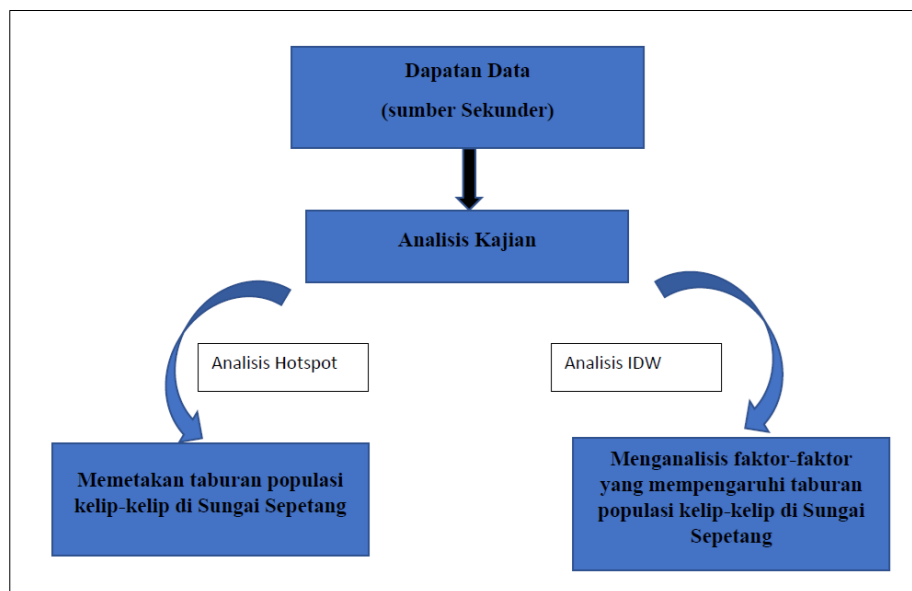 Dapatan Data
(sumber Sekunder)
Analisis Kajian
Analisis Hotspot
Analisis IDW
Memetakan taburan populasi
kelip-kelip di Sungai Sepetang
Menganalisis faktor-faktor
yang mempengaruhi taburan
populasi kelip-kelip di Sungai
Sepetang